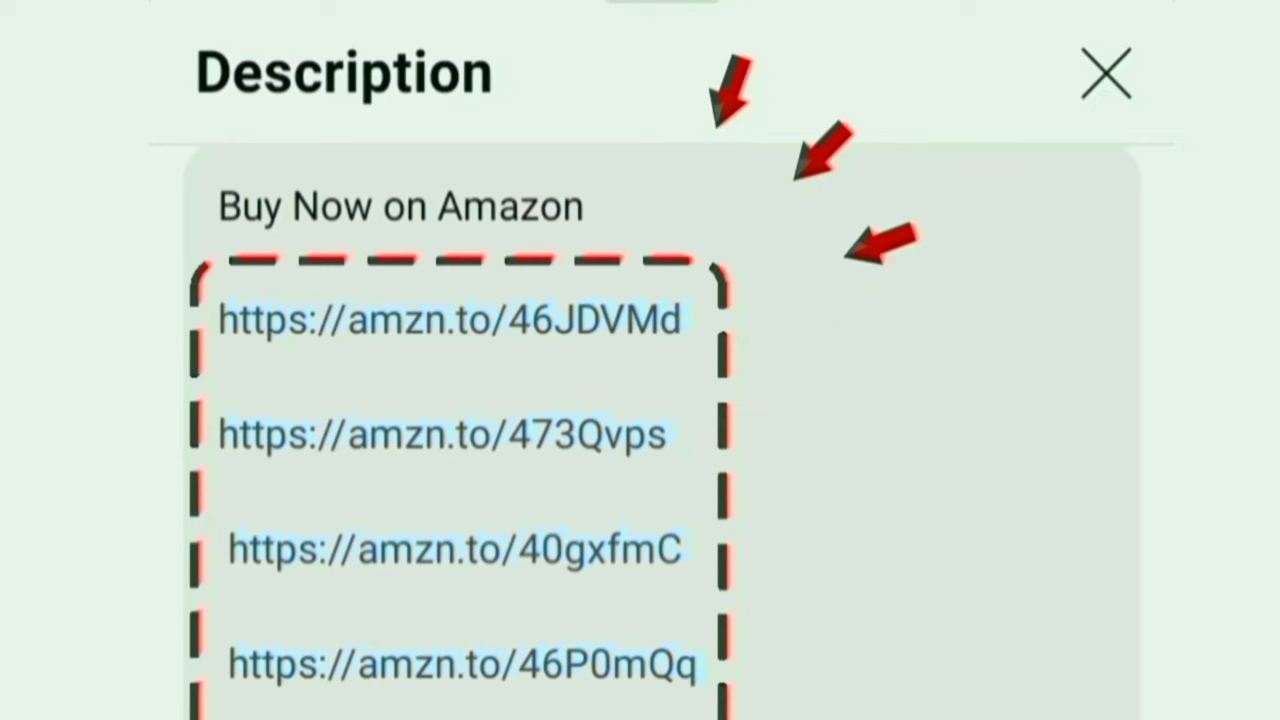 Description
Buy Now on Amazon
https://amzn.to/46JDVMd
https://amzn.to/473Qvps
https://amzn.to/40gxfmC
https://amzn.to/46P0mQq